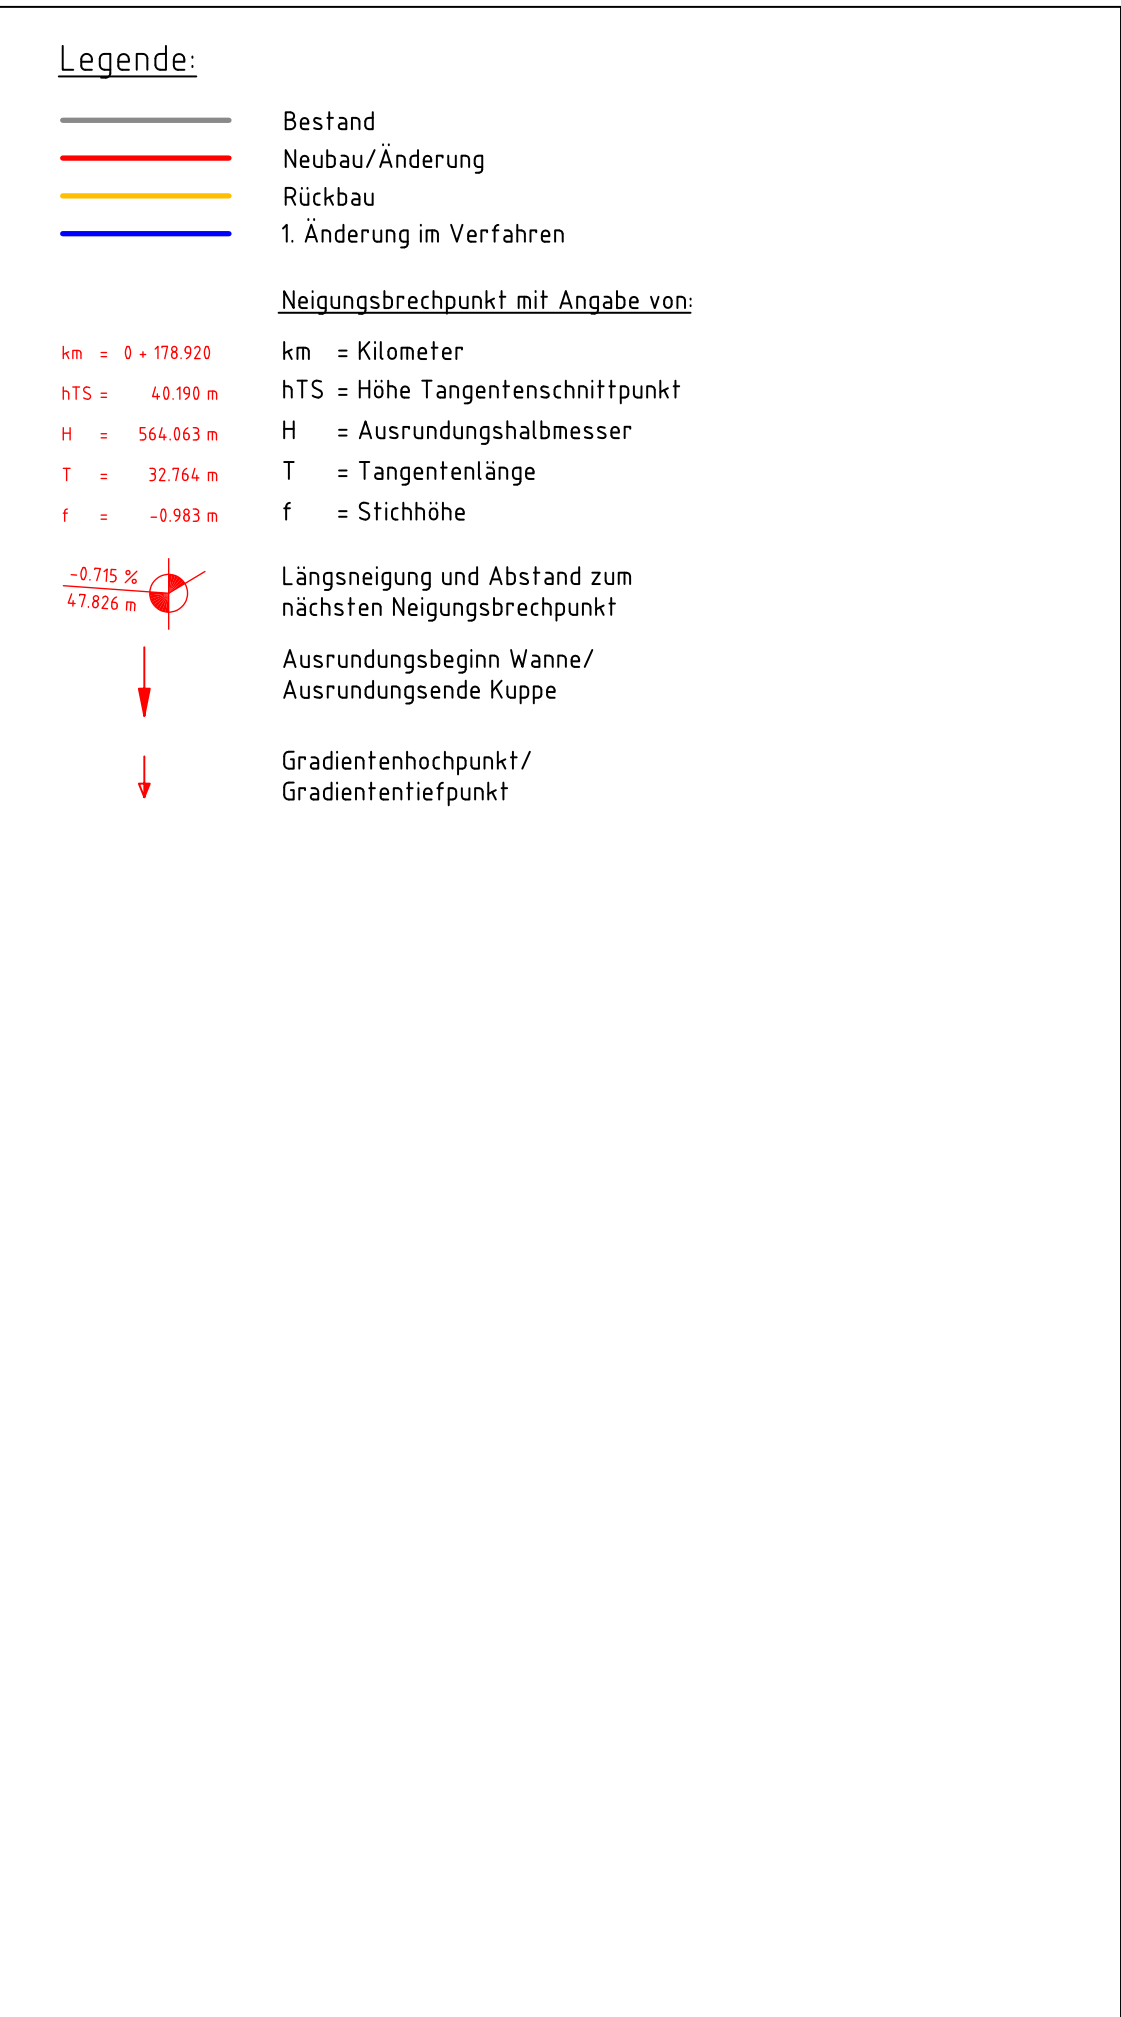 Legende:
Bestand
Neubau/Änderung
Rückbau
1. Änderung im Verfahren
Neigungsbrechpunkt mit Angabe von:
km = 0 + 178.920 km = Kilometer
hTS = 40.190 m hTS = Höhe Tangentenschnittpunkt
H = 564.063 m H = Ausrundungshalbmesser
T = 32.764 m T = Tangentenlänge
f = -0.983 m f = Stichhöhe
-0.715 % Längsneigung und Abstand zum
47.826 m nächsten Neigungsbrechpunkt
Ausrundungsbeginn Wanne/
Ausrundungsende Kuppe
Gradientenhochpunkt/
Gradiententiefpunkt